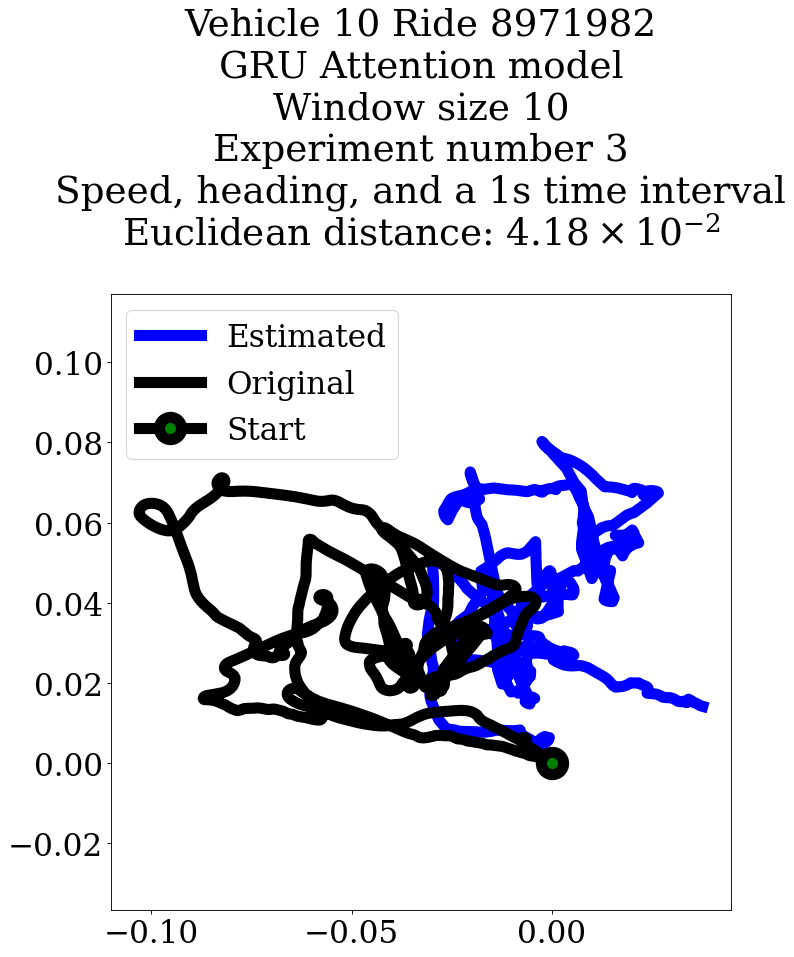 Vehicle 10 Ride 8971982
GRU Attention model
Window size 10
Experiment number 3
Speed, heading, and a 1s time interval
Euclidean distance: 4.18 × 10⁻²
Estimated
Original
Start
0.10
0.08
0.06
0.04
0.02
0.00
−0.02
−0.10
−0.05
0.00